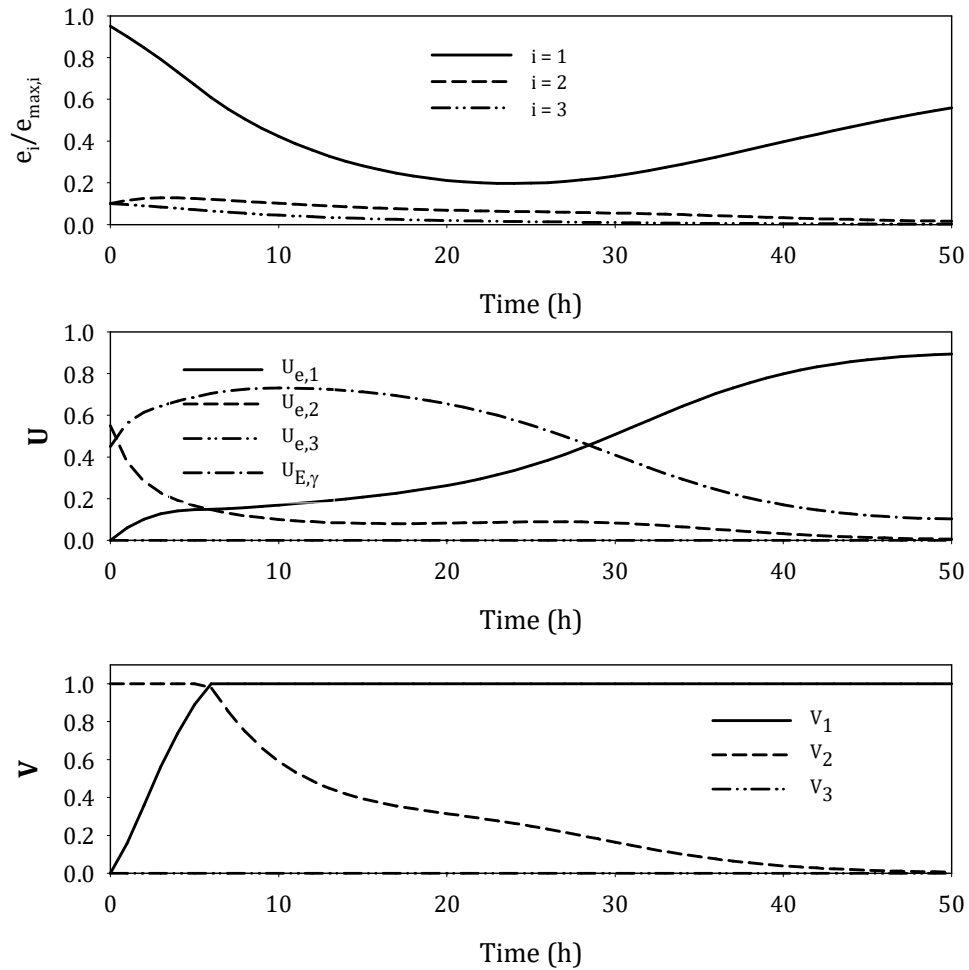 1.0
0.8
0.6
0.4
0.2
0.0
e_i/e_max,i
i = 1
i = 2
i = 3
0 10 20 30 40 50
Time (h)
1.0
0.8
0.6
0.4
0.2
0.0
U
U_e,1
U_e,2
U_e,3
U_E,γ
0 10 20 30 40 50
Time (h)
1.0
0.8
0.6
0.4
0.2
0.0
V
V_1
V_2
V_3
0 10 20 30 40 50
Time (h)